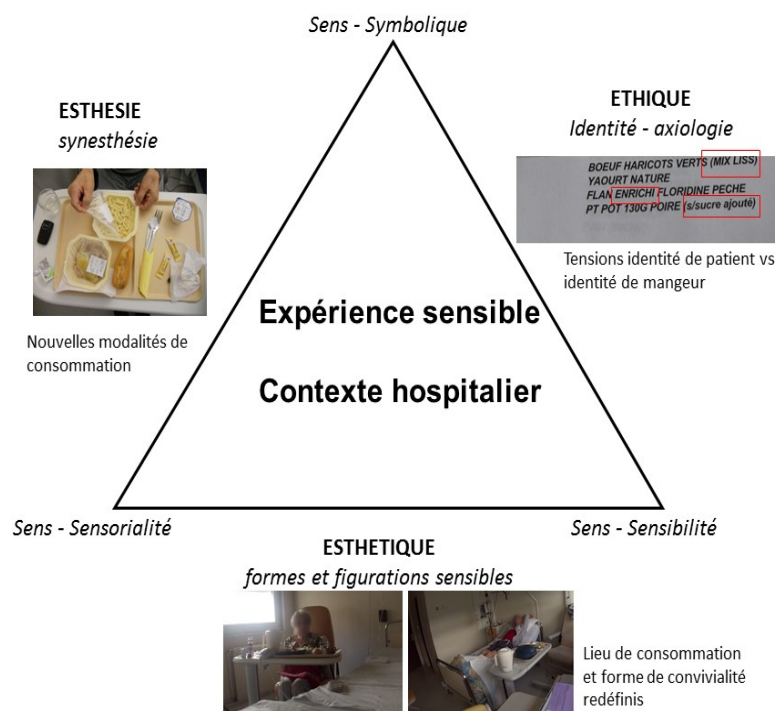 Sens - Symbolique
ESTHESIE
synesthésie
ETHIQUE
Identité - axiologie
BOEUF HARICOTS VERTS (MIX LISS)
YAOURT NATURE
FLAN ENRICHI FLORIDINE PECHE
PT POT 130G POIRE (s/sucre ajouté)
Tensions identité de patient vs
identité de mangeur
Nouvelles modalités de
consommation
Expérience sensible
Contexte hospitalier
Sens - Sensorialité
Sens - Sensibilité
ESTHETIQUE
formes et figurations sensibles
Lieu de consommation
et forme de convivialité
redéfinis